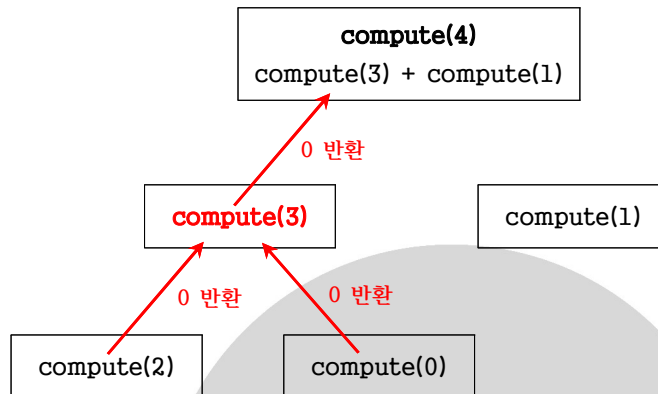 compute(4)
compute(3) + compute(1)
0 반환
compute(3)
compute(1)
0 반환
0 반환
compute(2)
compute(0)